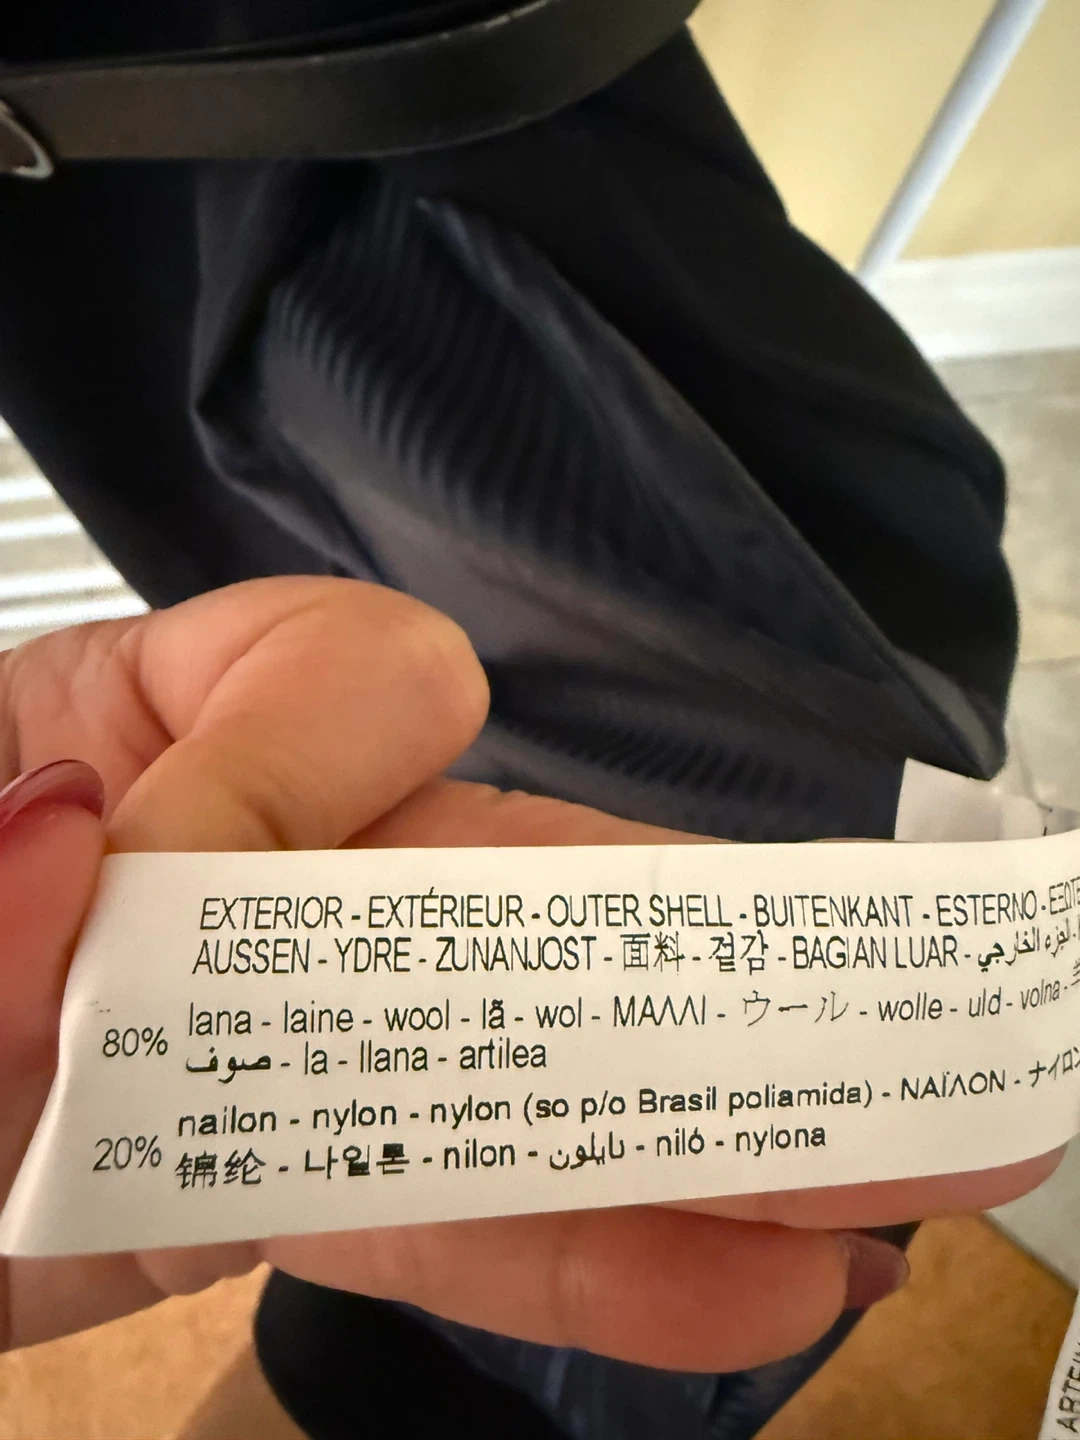 EXTERIOR - EXTÉRIEUR - OUTER SHELL - BUITENKANT - ESTERNO -
AUSSEN - YDRE - ZUNANJOST - 面料 - 겉감 - BAGIAN LUAR - الجزء الخارجي
80% lana - laine - wool - lã - wol - ΜΑΛΛΙ - ウール - wolle - uld - volna -
صوف - la - llana - artilea
20% nailon - nylon - nylon (so p/o Brasil poliamida) - ΝΑΪΛΟΝ - ナイロン
锦纶 - 나일론 - nilon - نايلون - niló - nylona